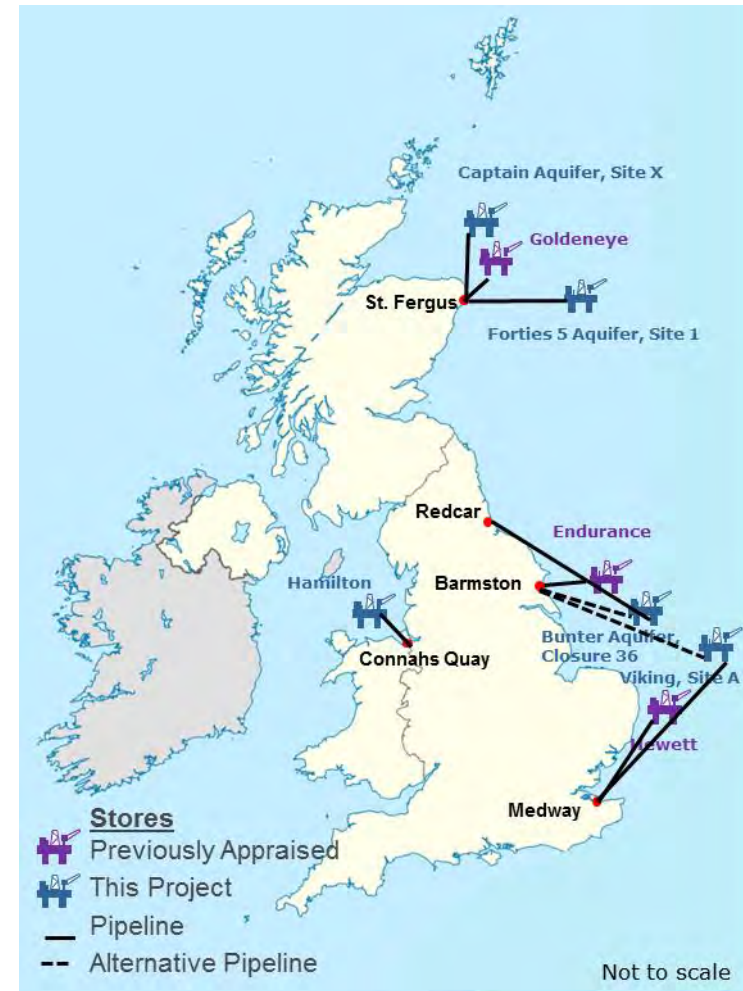 Captain Aquifer, Site X
Goldeneye
St. Fergus
Forties 5 Aquifer, Site 1
Redcar
Endurance
Hamilton
Barmston
Bunter Aquifer,
Closure 36
Connahs Quay
Viking, Site A
Hewett
Medway
Stores
Previously Appraised
This Project
Pipeline
Alternative Pipeline
Not to scale